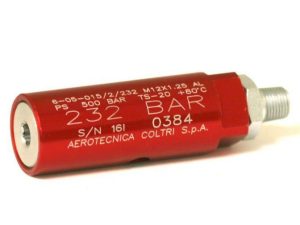 6-05-015/2/232 M12X1.25 AL
PS 500 BAR TS-20 +80°C
232 BAR
S/N 16I 0384
AEROTECNICA COLTRI S.p.A.